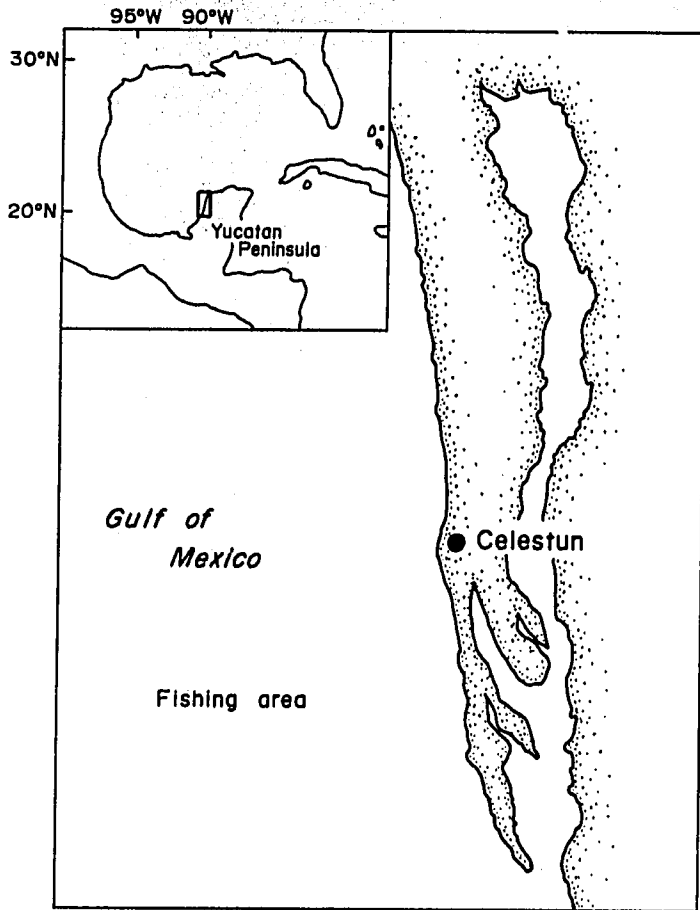 95°W 90°W
30°N
20°N
Yucatan
Peninsula
Gulf of
Mexico
Celestun
Fishing area